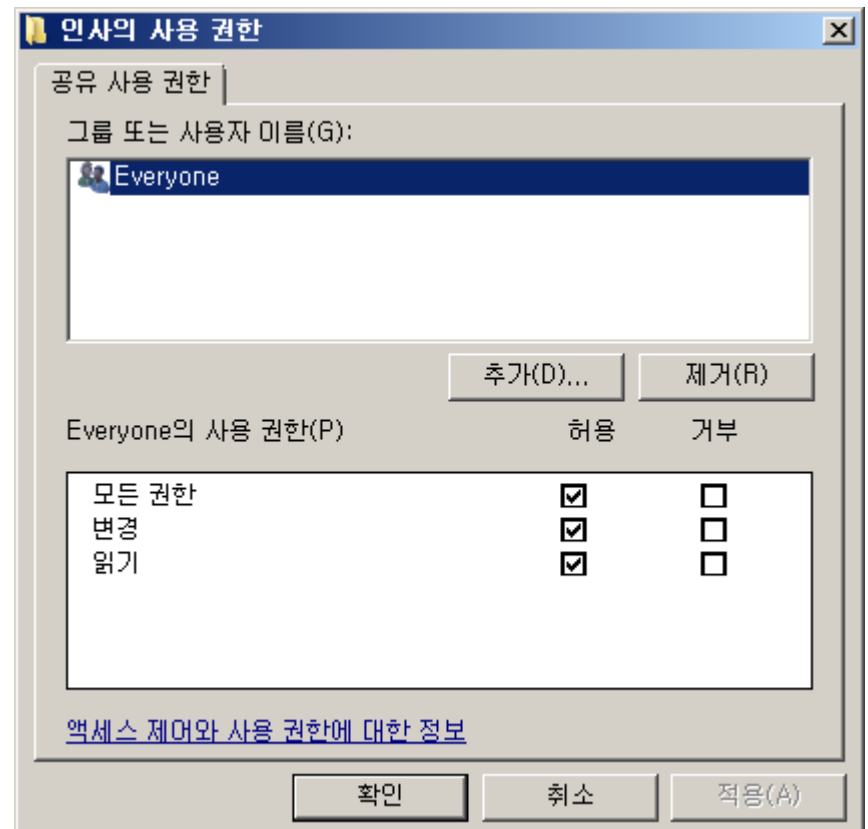 인사의 사용 권한
공유 사용 권한
그룹 또는 사용자 이름(G):
Everyone
추가(D)... 제거(R)
Everyone의 사용 권한(P) 허용 거부
모든 권한
변경
읽기
액세스 제어와 사용 권한에 대한 정보
확인 취소 적용(A)